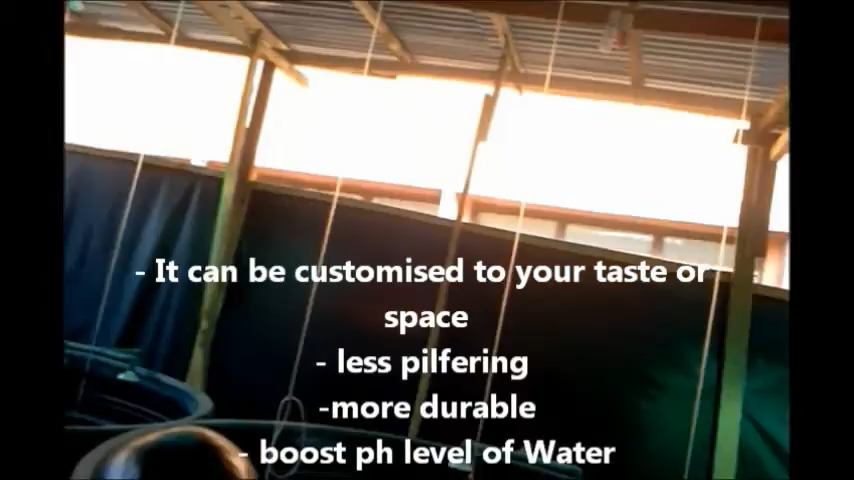 - It can be customised to your taste or
space
- less pilfering
-more durable
- boost ph level of Water